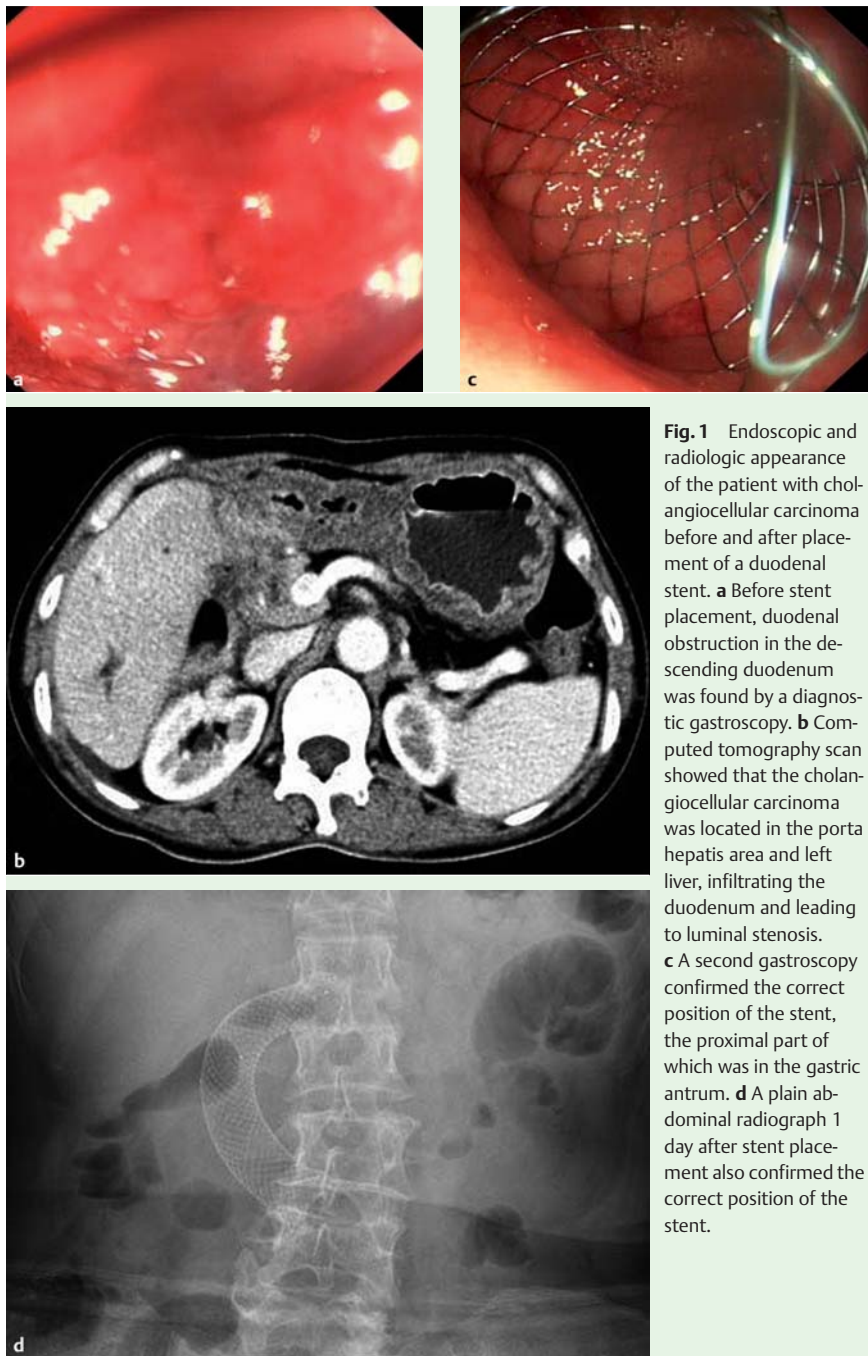 a
c
b
d
Fig. 1 Endoscopic and
radiologic appearance
of the patient with chol-
angiocellular carcinoma
before and after place-
ment of a duodenal
stent. a Before stent
placement, duodenal
obstruction in the de-
scending duodenum
was found by a diagnos-
tic gastroscopy. b Com-
puted tomography scan
showed that the cholan-
giocellular carcinoma
was located in the porta
hepatis area and left
liver, infiltrating the
duodenum and leading
to luminal stenosis.
c A second gastroscopy
confirmed the correct
position of the stent,
the proximal part of
which was in the gastric
antrum. d A plain ab-
dominal radiograph 1
day after stent place-
ment also confirmed the
correct position of the
stent.